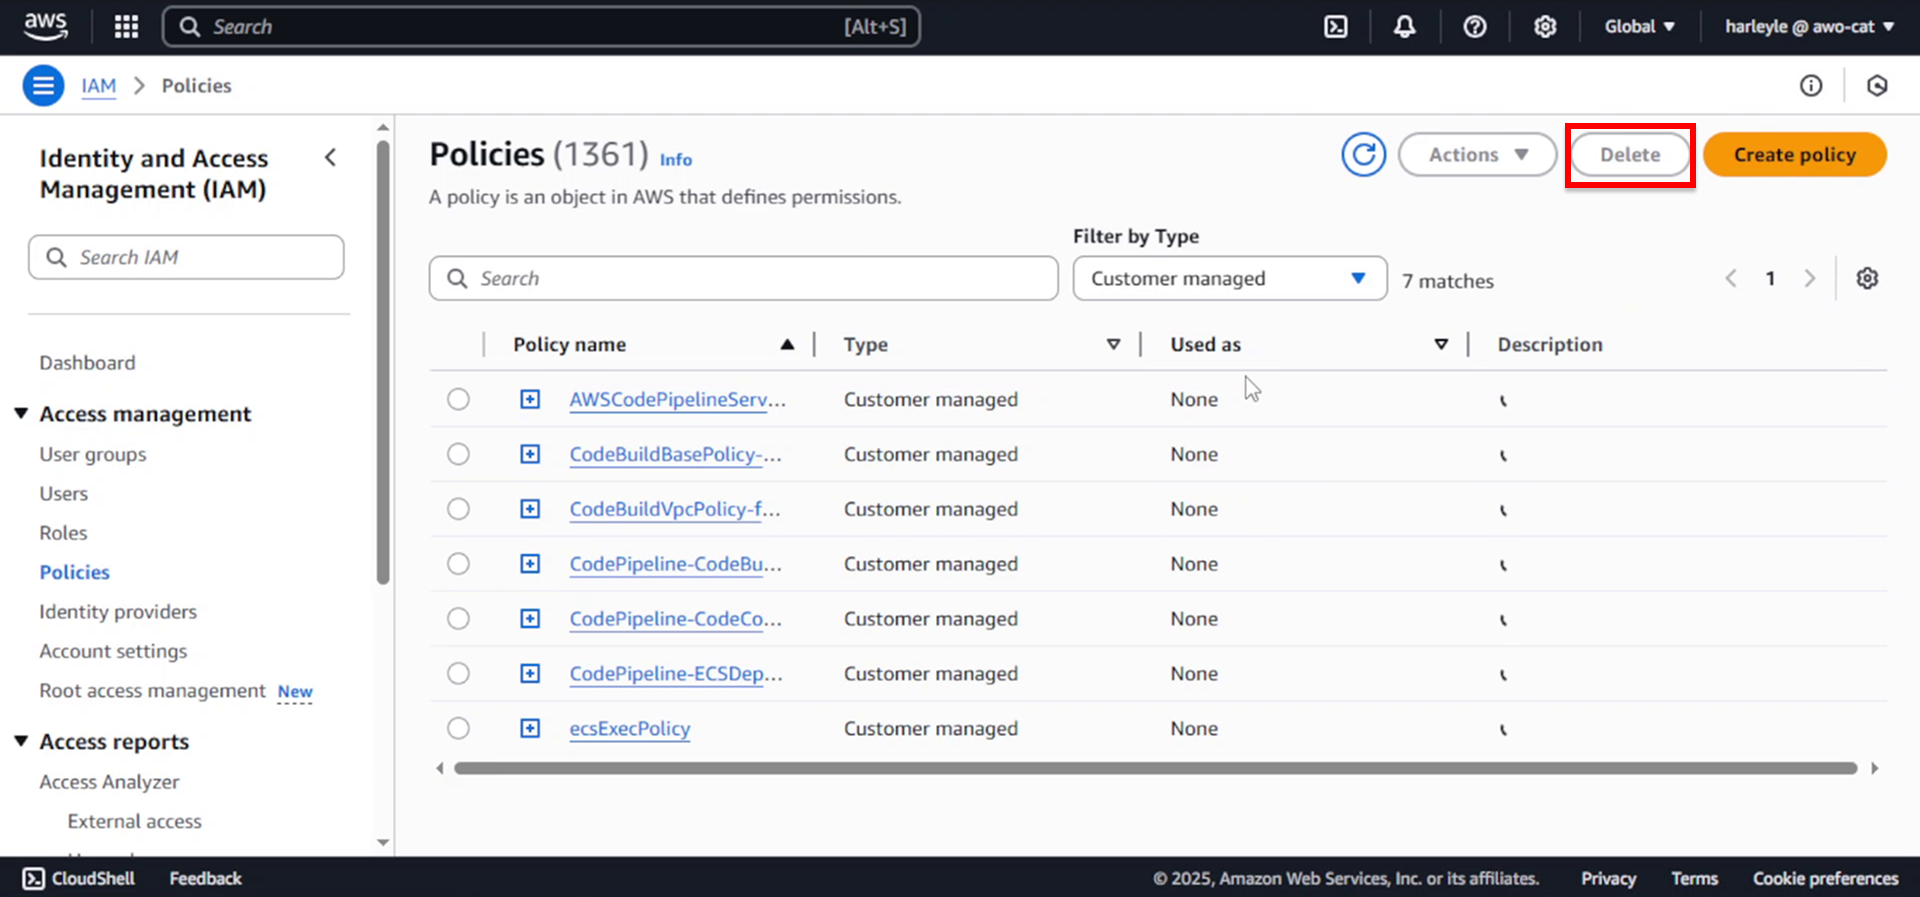 aws
Search
[Alt+S]
Global
harleyle @ awo-cat
IAM
Policies
Identity and Access
Management (IAM)
Search IAM
Dashboard
Access management
User groups
Users
Roles
Policies
Identity providers
Account settings
Root access management New
Access reports
Access Analyzer
External access
Policies (1361) Info
Actions
Delete
Create policy
A policy is an object in AWS that defines permissions.
Filter by Type
Search
Customer managed
7 matches
1
Policy name Type Used as Description
AWSCodePipelineServ... Customer managed None
CodeBuildBasePolicy-... Customer managed None
CodeBuildVpcPolicy-f... Customer managed None
CodePipeline-CodeBu... Customer managed None
CodePipeline-CodeCo... Customer managed None
CodePipeline-ECSDep... Customer managed None
ecsExecPolicy Customer managed None
CloudShell
Feedback
© 2025, Amazon Web Services, Inc. or its affiliates.
Privacy
Terms
Cookie preferences